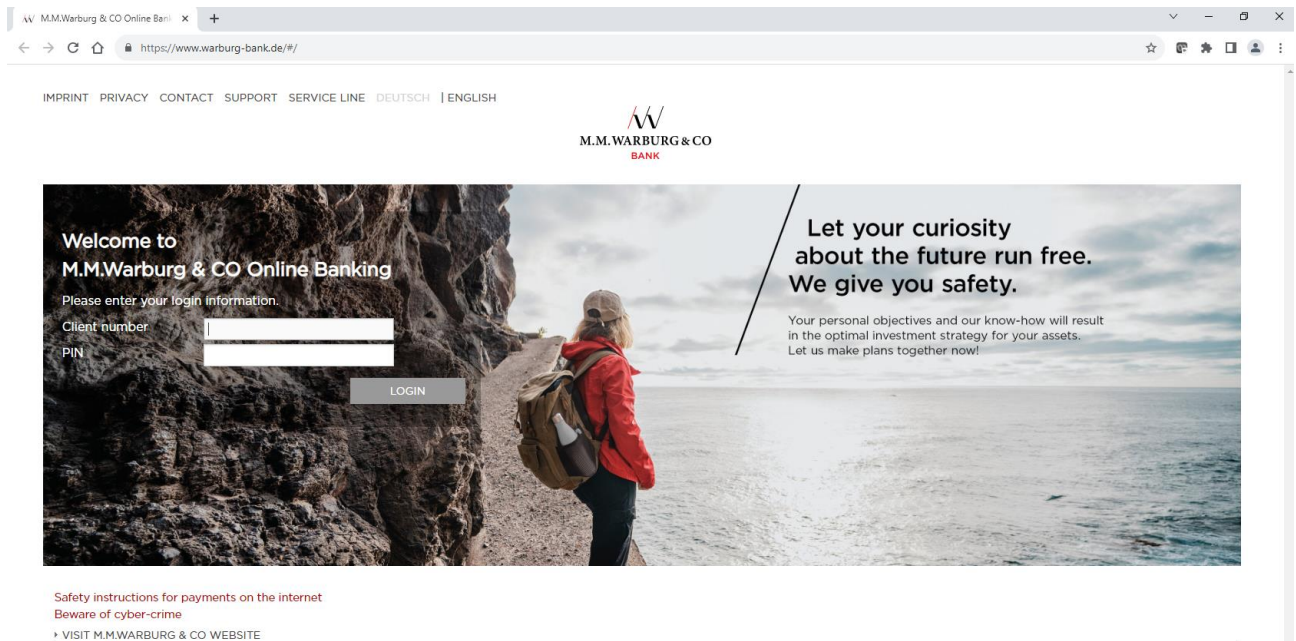 M.M.Warburg & CO Online Bani
https://www.warburg-bank.de/#/
IMPRINT PRIVACY CONTACT SUPPORT SERVICE LINE DEUTSCH | ENGLISH
M.M.WARBURG & CO
BANK
Welcome to
M.M.Warburg & CO Online Banking
Please enter your login information.
Client number
PIN
LOGIN
Let your curiosity
about the future run free.
We give you safety.
Your personal objectives and our know-how will result
in the optimal investment strategy for your assets.
Let us make plans together now!
Safety instructions for payments on the internet
Beware of cyber-crime
VISIT M.M.WARBURG & CO WEBSITE